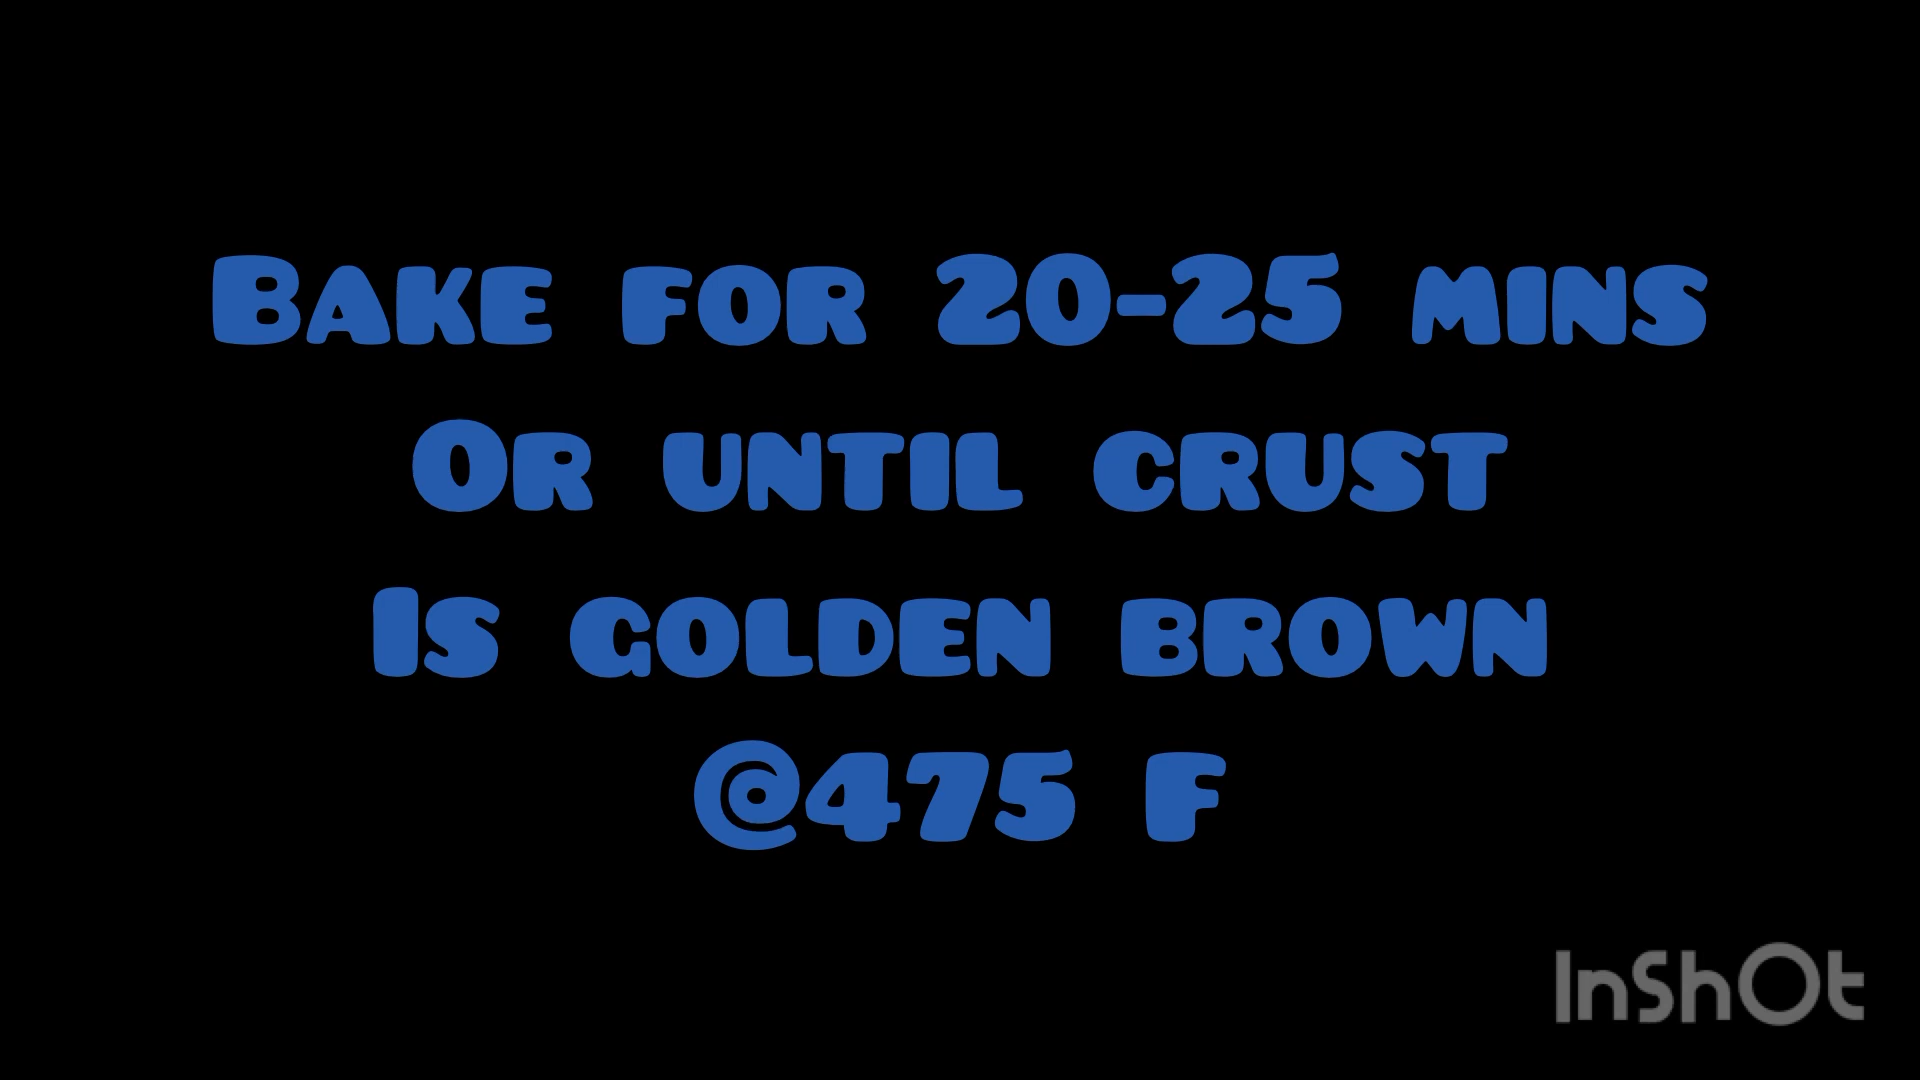 Bake for 20-25 mins
Or until crust
Is golden brown
@475 F
InShOt